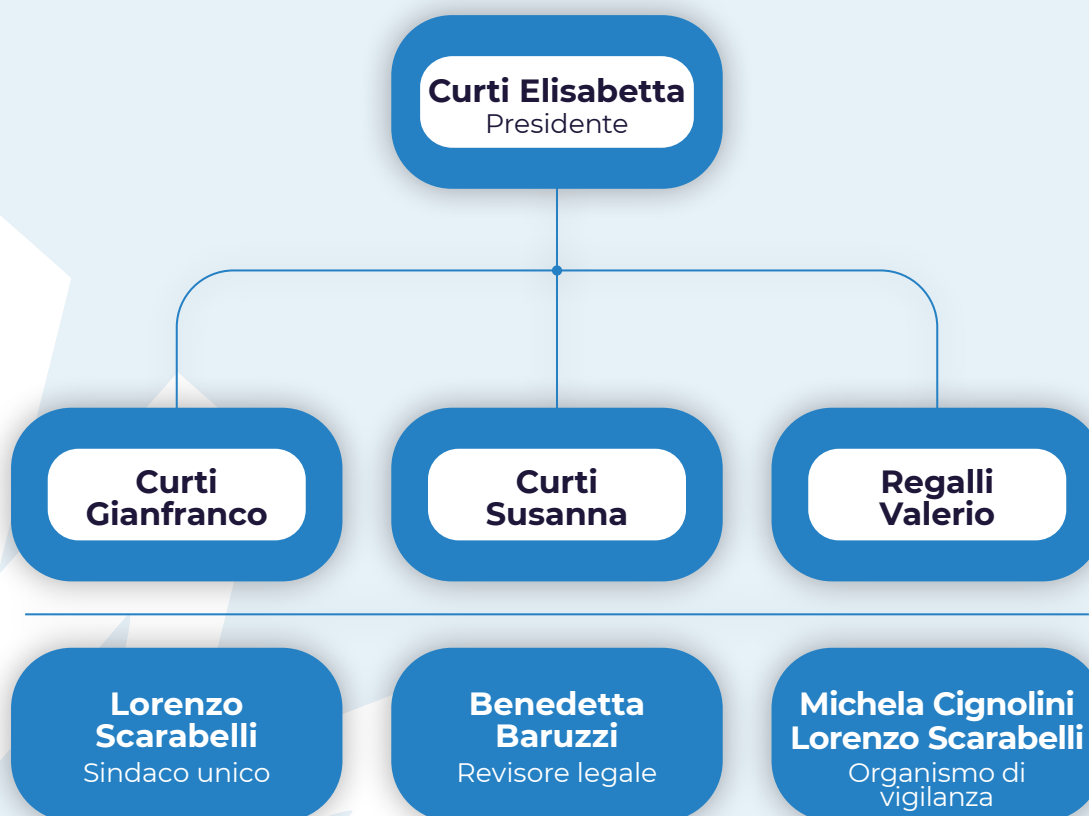 Curti Elisabetta
Presidente
Curti
Gianfranco
Curti
Susanna
Regalli
Valerio
Lorenzo
Scarabelli
Sindaco unico
Benedetta
Baruzzi
Revisore legale
Michela Cignolini
Lorenzo Scarabelli
Organismo di
vigilanza